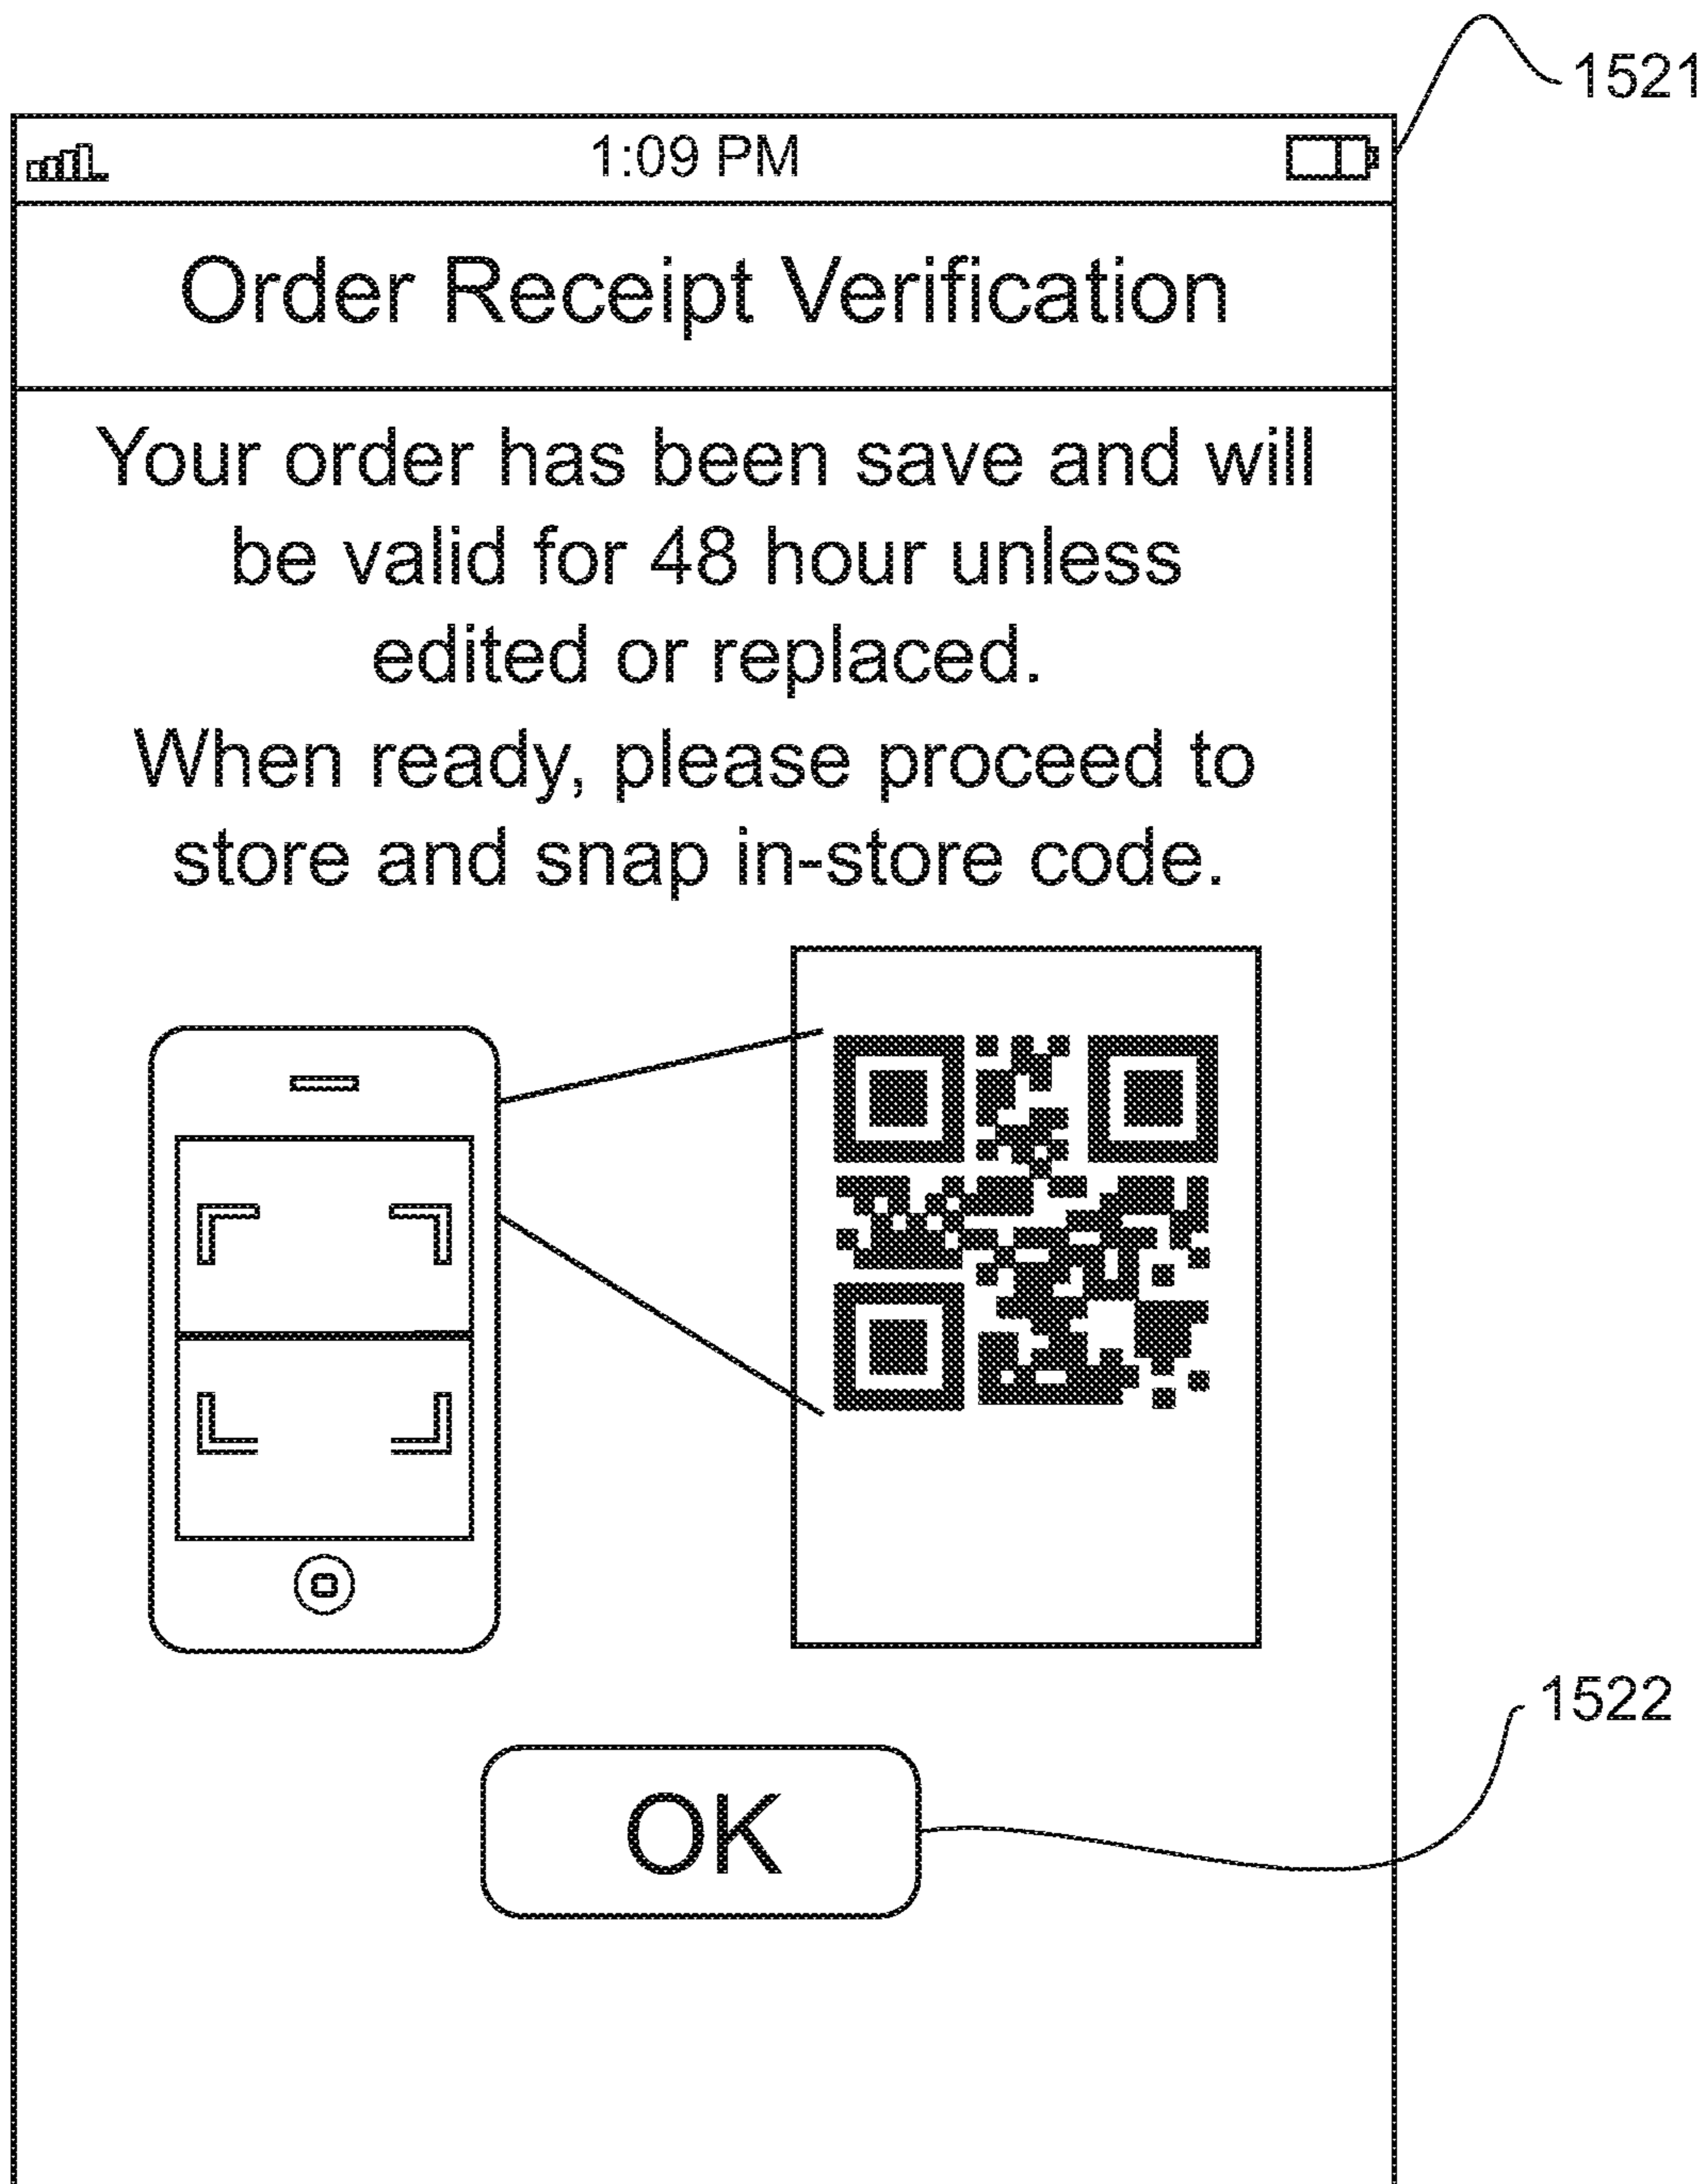 1521
1:09 PM
Order Receipt Verification
Your order has been save and will
be valid for 48 hour unless
edited or replaced.
When ready, please proceed to
store and snap in-store code.
1522
OK